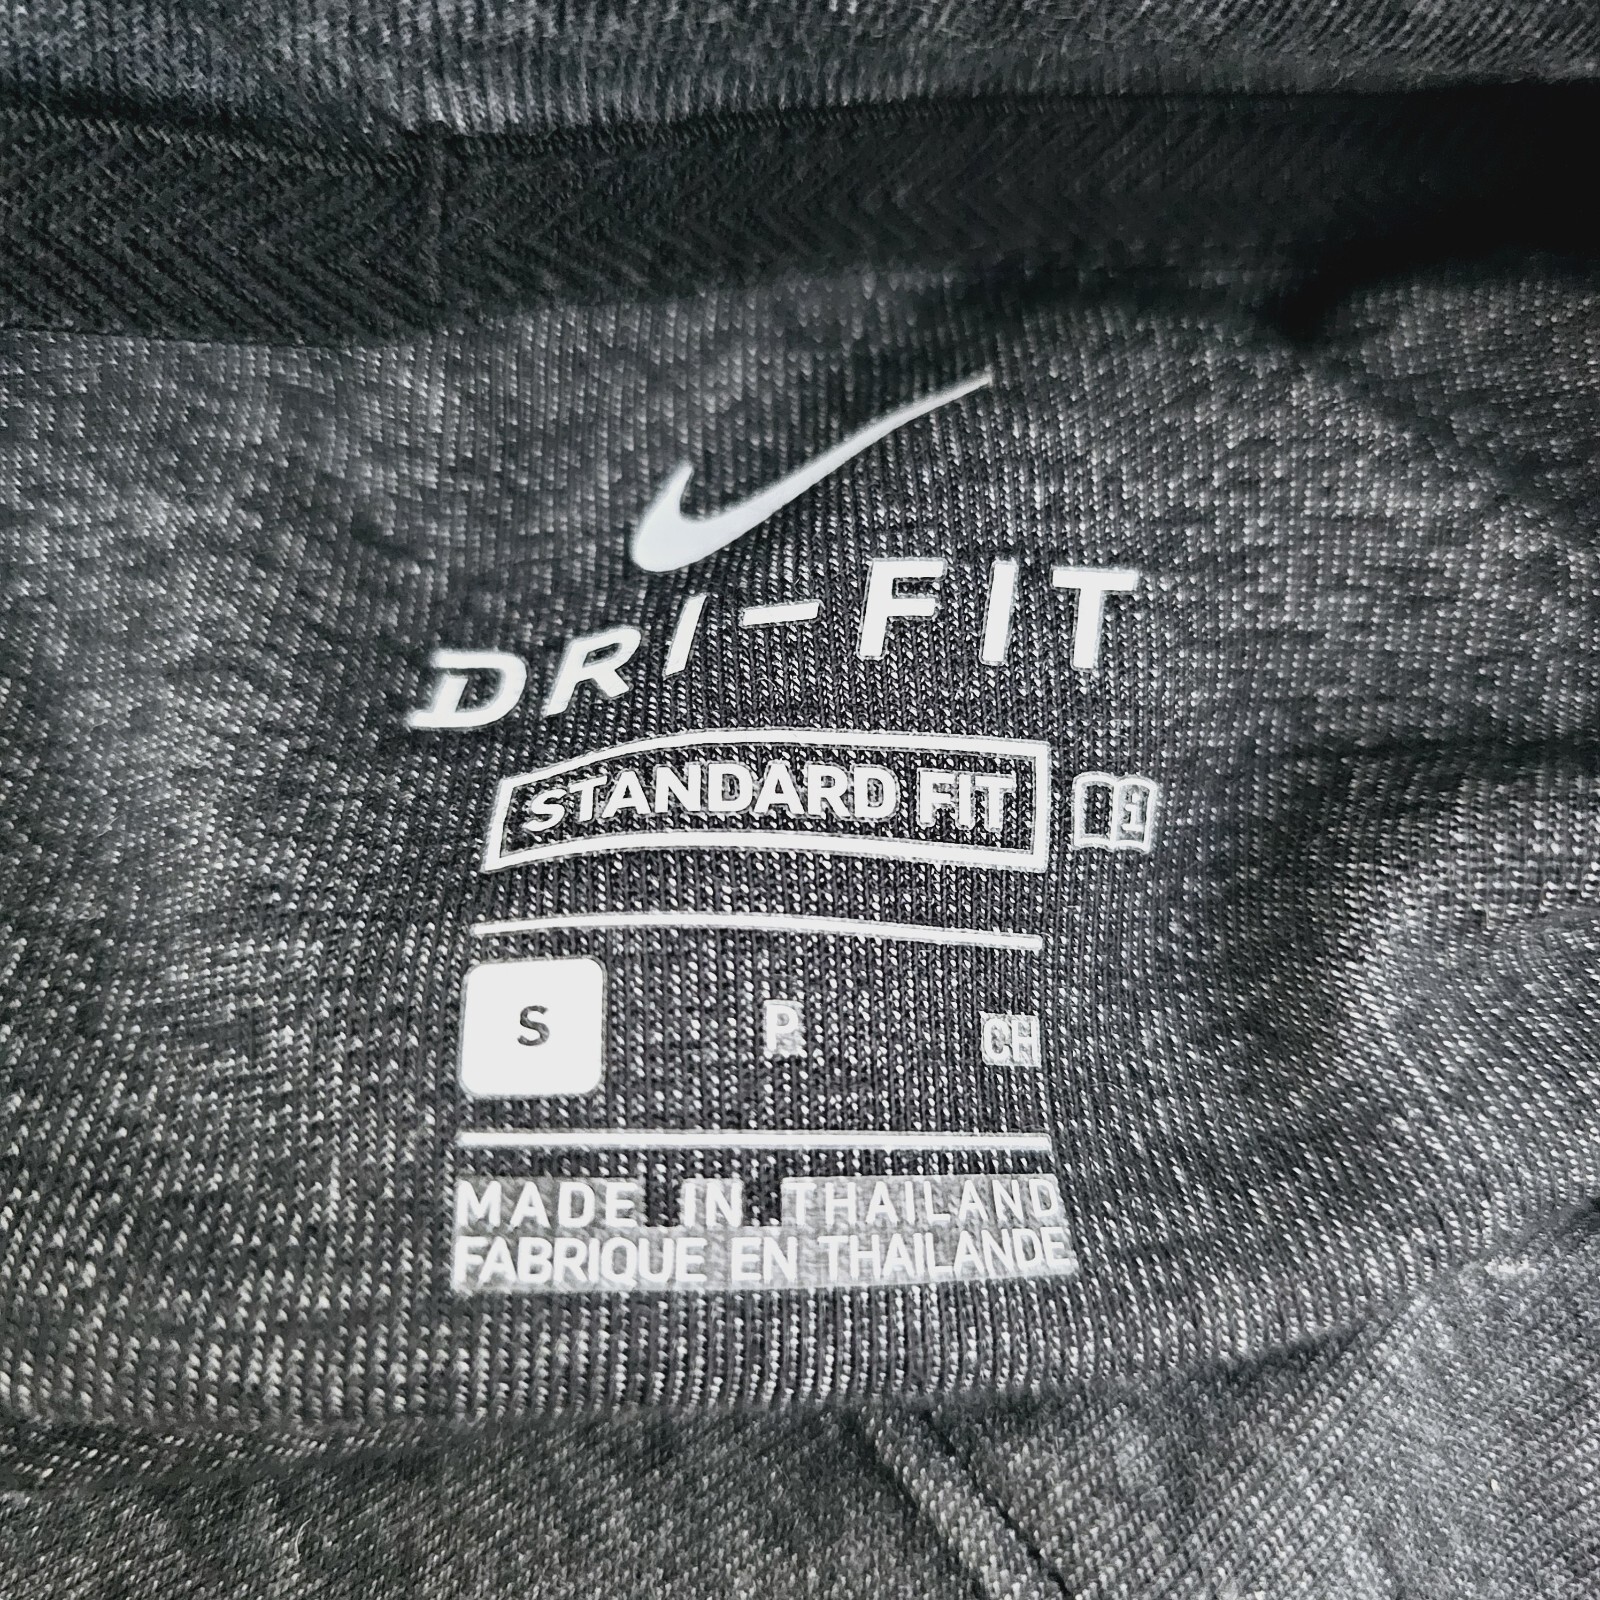 DRI-FIT
STANDARD FIT i
S P CH
MADE IN THAILAND
FABRIQUE EN THAILANDE